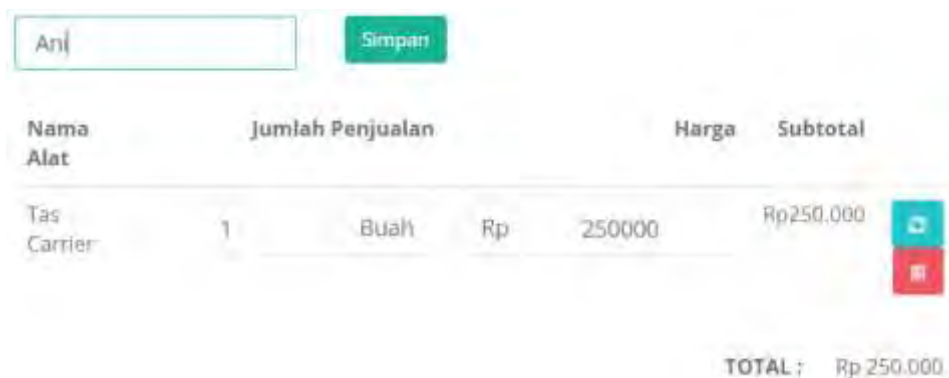 Ani
Simpan
Nama Alat Jumlah Penjualan Harga Subtotal
Tas Carrier 1 Buah Rp 250000 Rp250.000
TOTAL : Rp 250.000